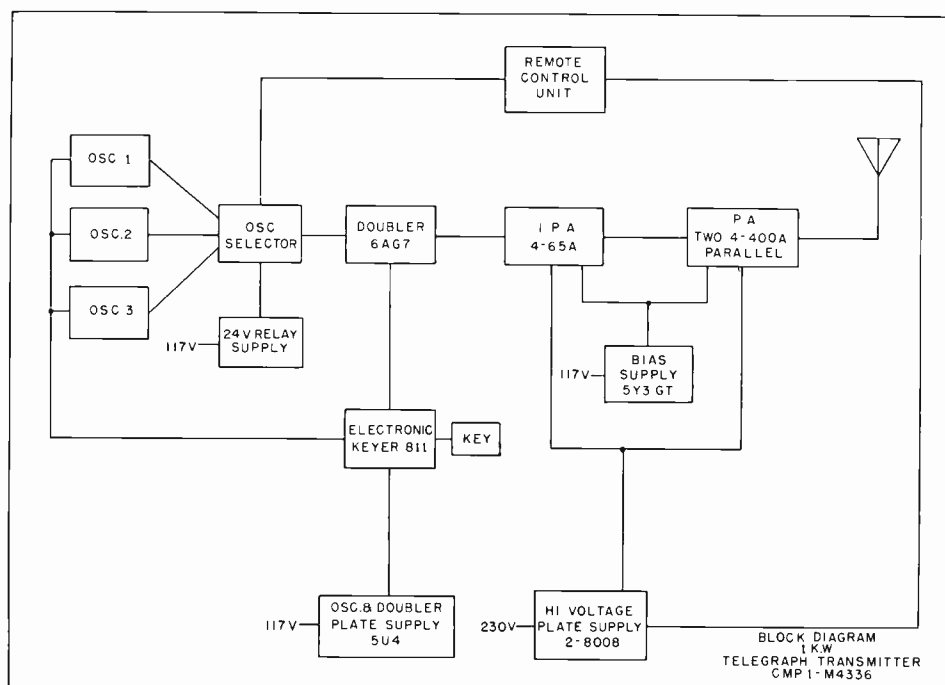 REMOTE
CONTROL
UNIT
OSC 1
OSC.2
OSC 3
OSC
SELECTOR
DOUBLER
6AG7
I P A
4-65A
P A
TWO 4-400A
PARALLEL
117V
24V RELAY
SUPPLY
117V
BIAS
SUPPLY
5Y3 GT
ELECTRONIC
KEYER 811
KEY
117V
OSC.& DOUBLER
PLATE SUPPLY
5U4
230V
HI VOLTAGE
PLATE SUPPLY
2-8008
BLOCK DIAGRAM
1 K.W
TELEGRAPH TRANSMITTER
CMP1-M4336